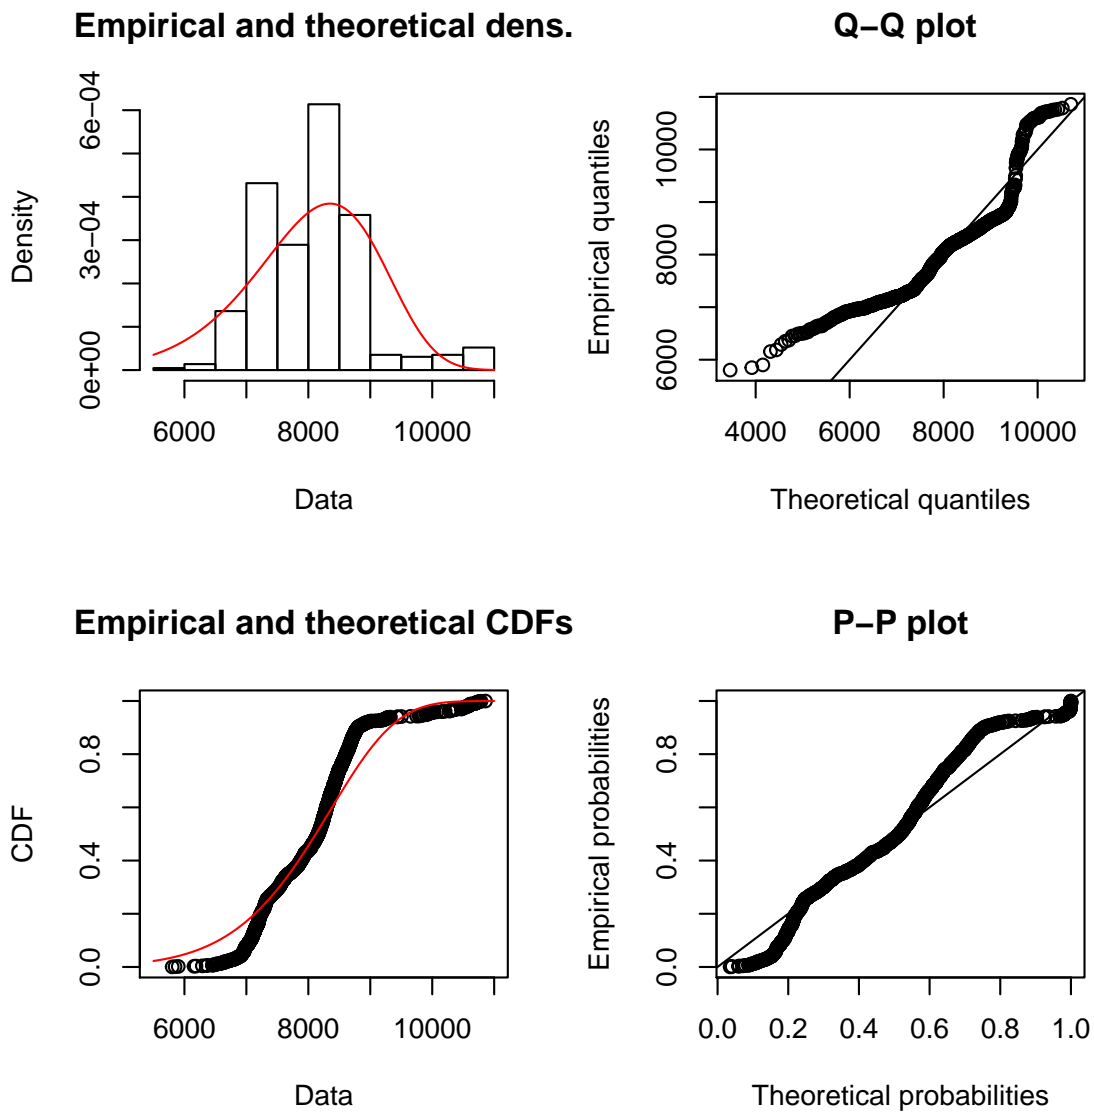 Empirical and theoretical dens.
Density
0e+00 3e−04 6e−04
6000 8000 10000
Data
Q−Q plot
Empirical quantiles
6000 8000 10000
4000 6000 8000 10000
Theoretical quantiles
Empirical and theoretical CDFs
CDF
0.0 0.4 0.8
6000 8000 10000
Data
P−P plot
Empirical probabilities
0.0 0.4 0.8
0.0 0.2 0.4 0.6 0.8 1.0
Theoretical probabilities